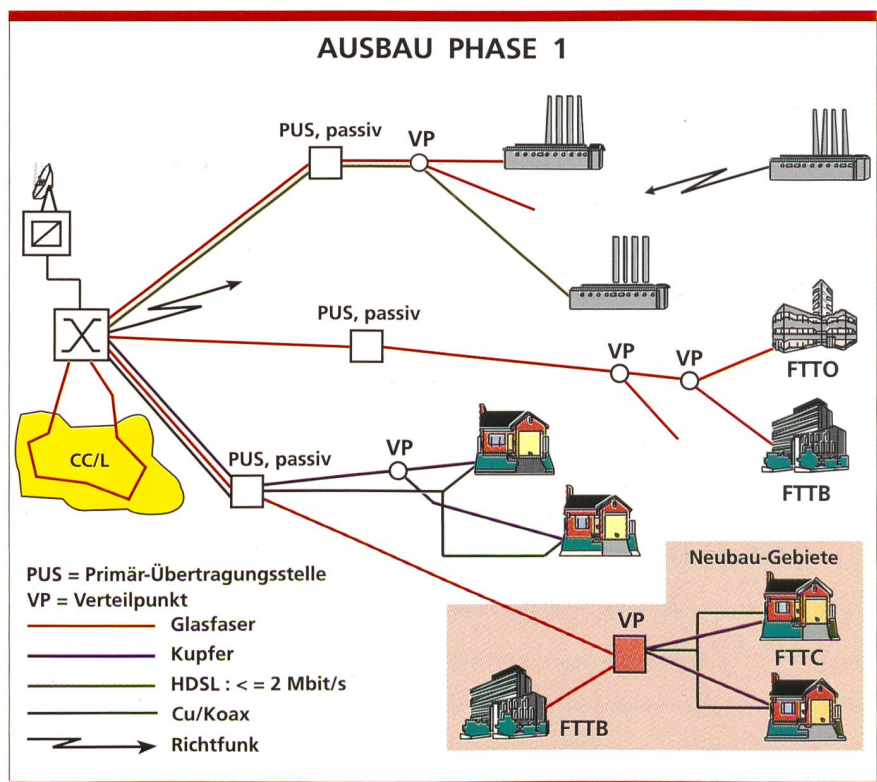 AUSBAU PHASE 1
PUS, passiv
VP
PUS, passiv
VP
VP
FTTO
FTTB
CC/L
PUS, passiv
VP
Neubau-Gebiete
VP
FTTC
FTTB
PUS = Primär-Übertragungsstelle
VP = Verteilpunkt
Glasfaser
Kupfer
HDSL : < = 2 Mbit/s
Cu/Koax
Richtfunk